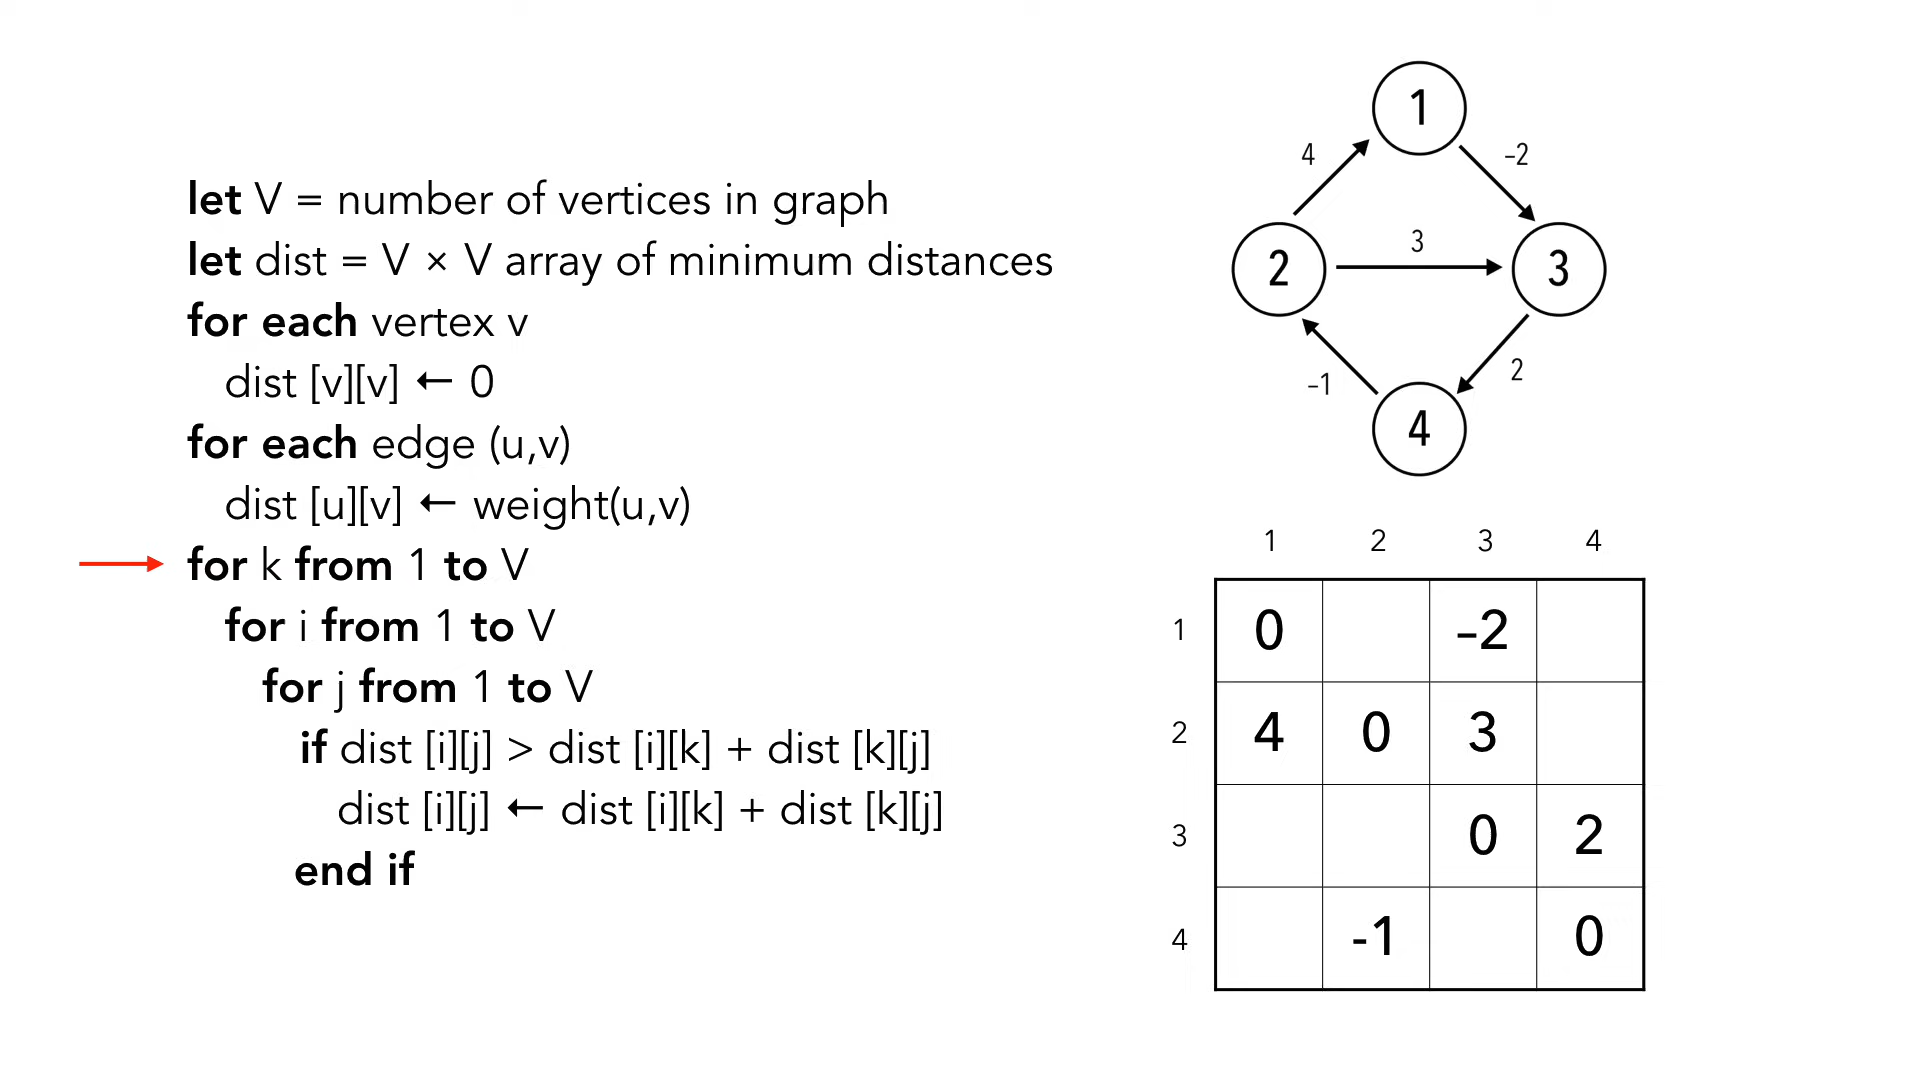 let V = number of vertices in graph
let dist = V × V array of minimum distances
for each vertex v
dist [v][v] ← 0
for each edge (u,v)
dist [u][v] ← weight(u,v)
for k from 1 to V
for i from 1 to V
for j from 1 to V
if dist [i][j] > dist [i][k] + dist [k][j]
dist [i][j] ← dist [i][k] + dist [k][j]
end if
1
4 –2
3
2 3
–1 2
4
1 2 3 4
1 0 –2
2 4 0 3
3 0 2
4 -1 0